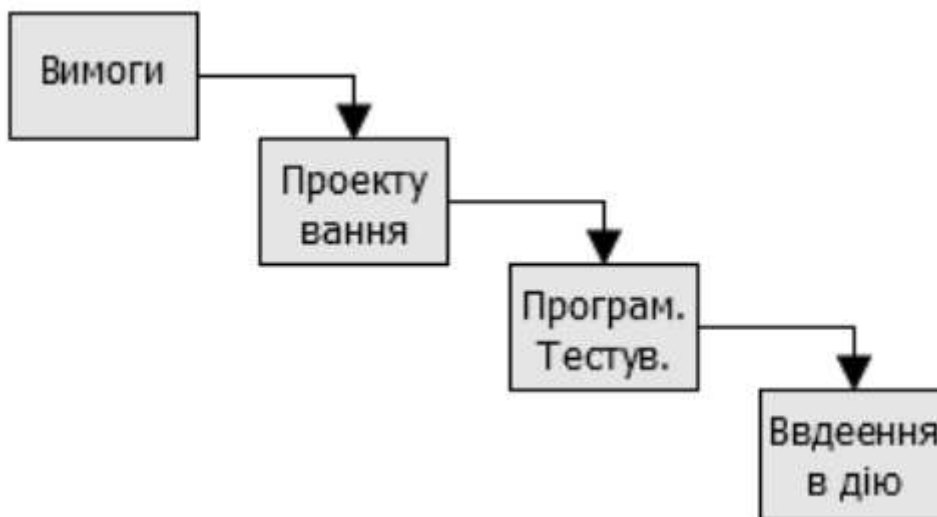 Вимоги
Проекту
вання
Програм.
Тестув.
Ввдеення
в дію